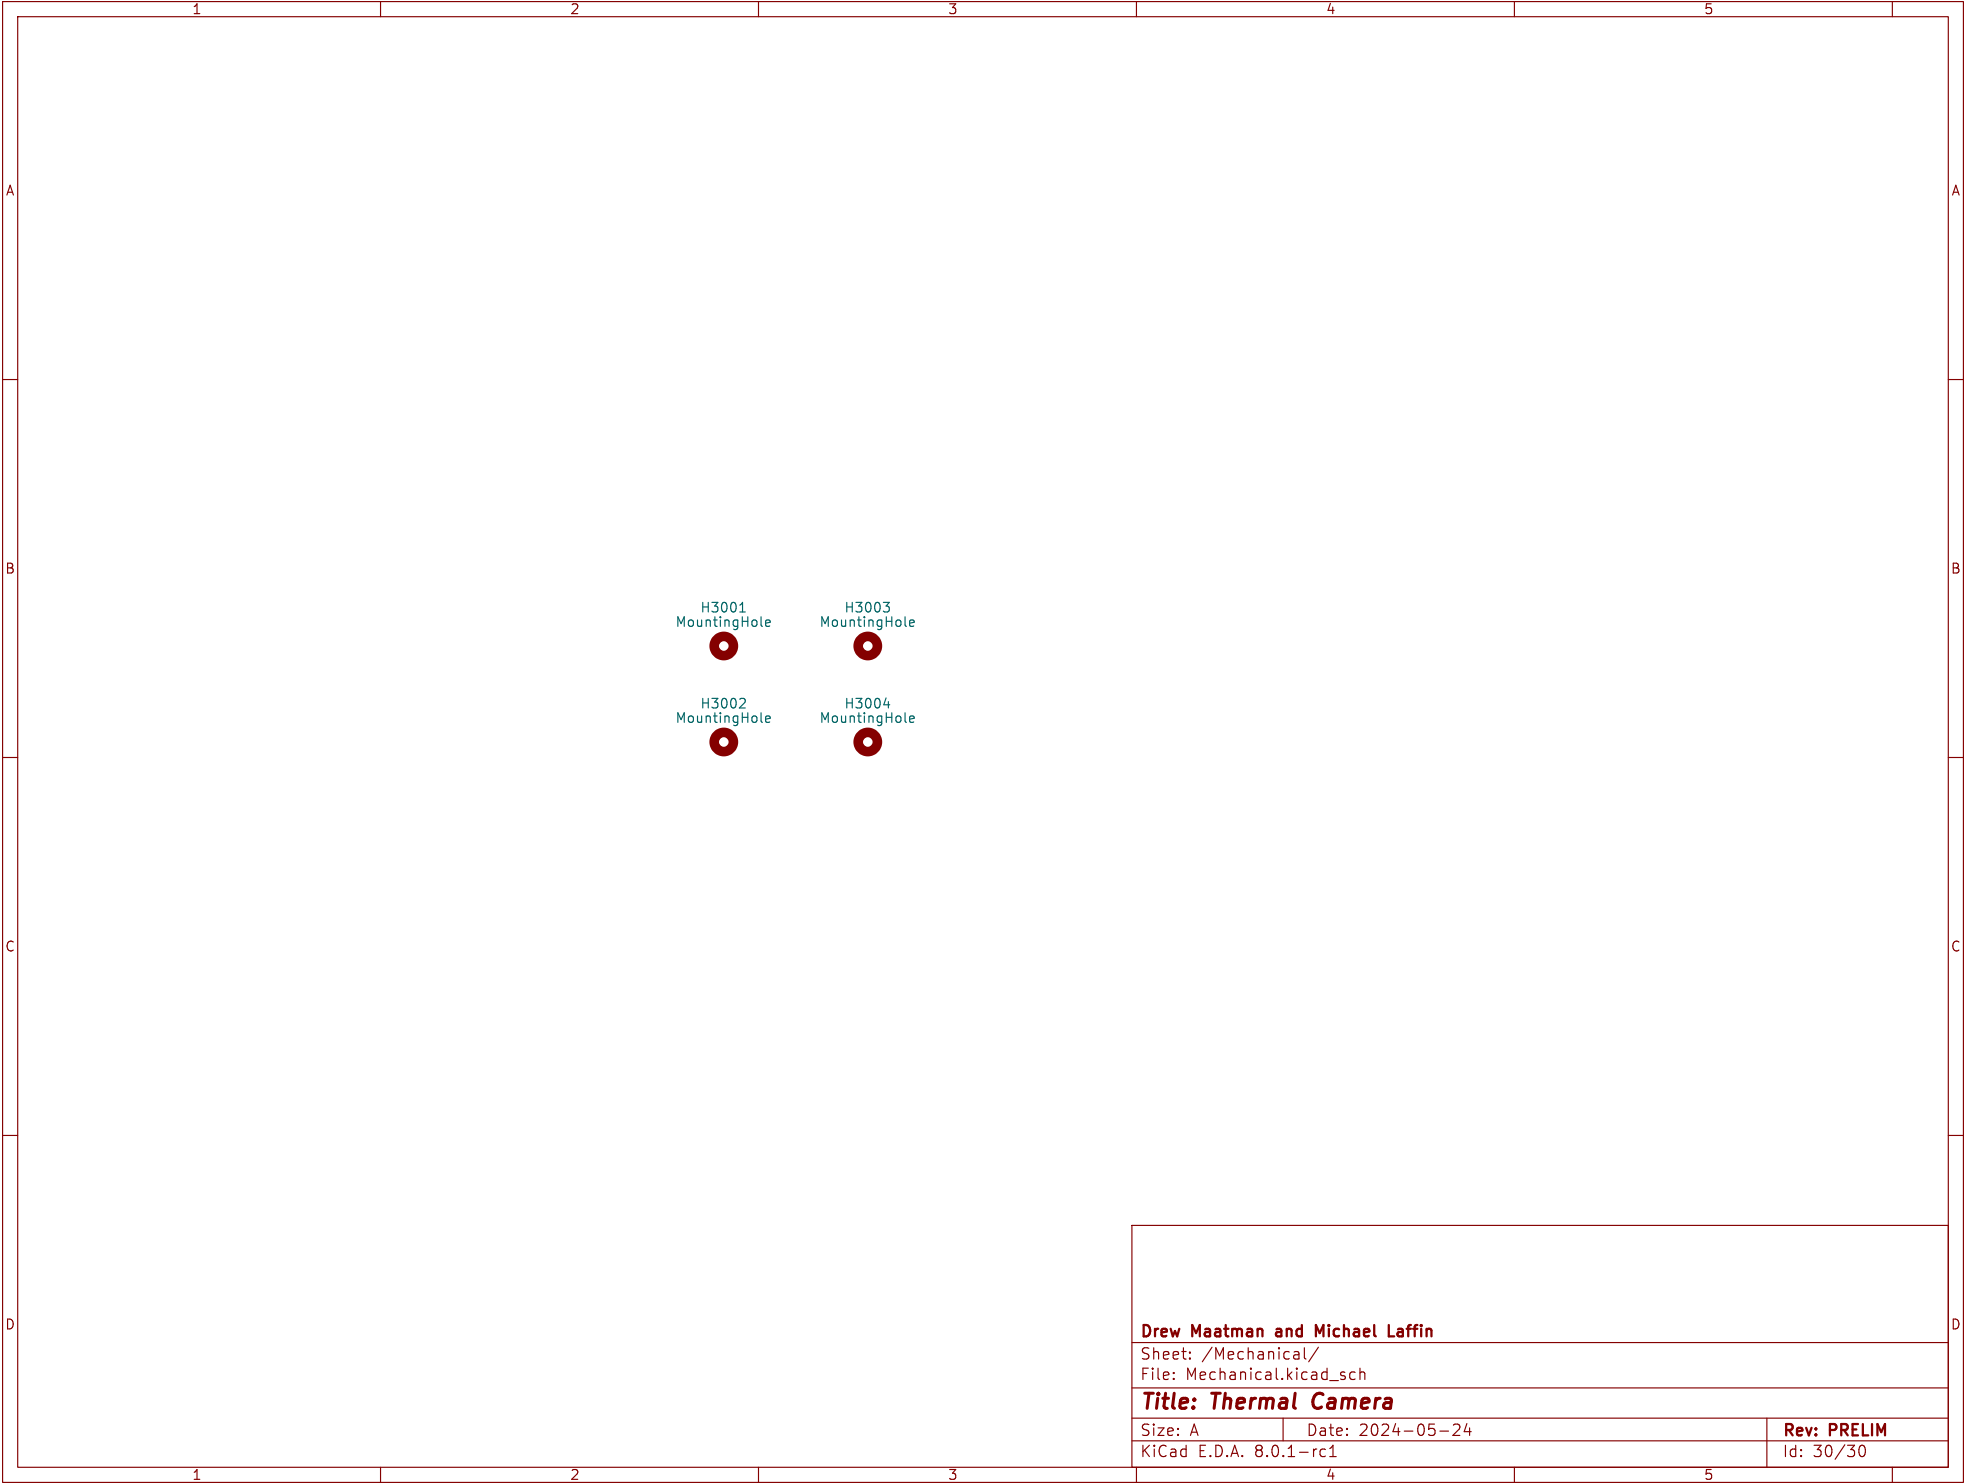 1 2 3 4 5
A A
B B
H3001 H3003
MountingHole MountingHole
H3002 H3004
MountingHole MountingHole
C C
D D
Drew Maatman and Michael Laffin
Sheet: /Mechanical/
File: Mechanical.kicad_sch
Title: Thermal Camera
Size: A Date: 2024-05-24 Rev: PRELIM
KiCad E.D.A. 8.0.1-rc1 Id: 30/30
1 2 3 4 5